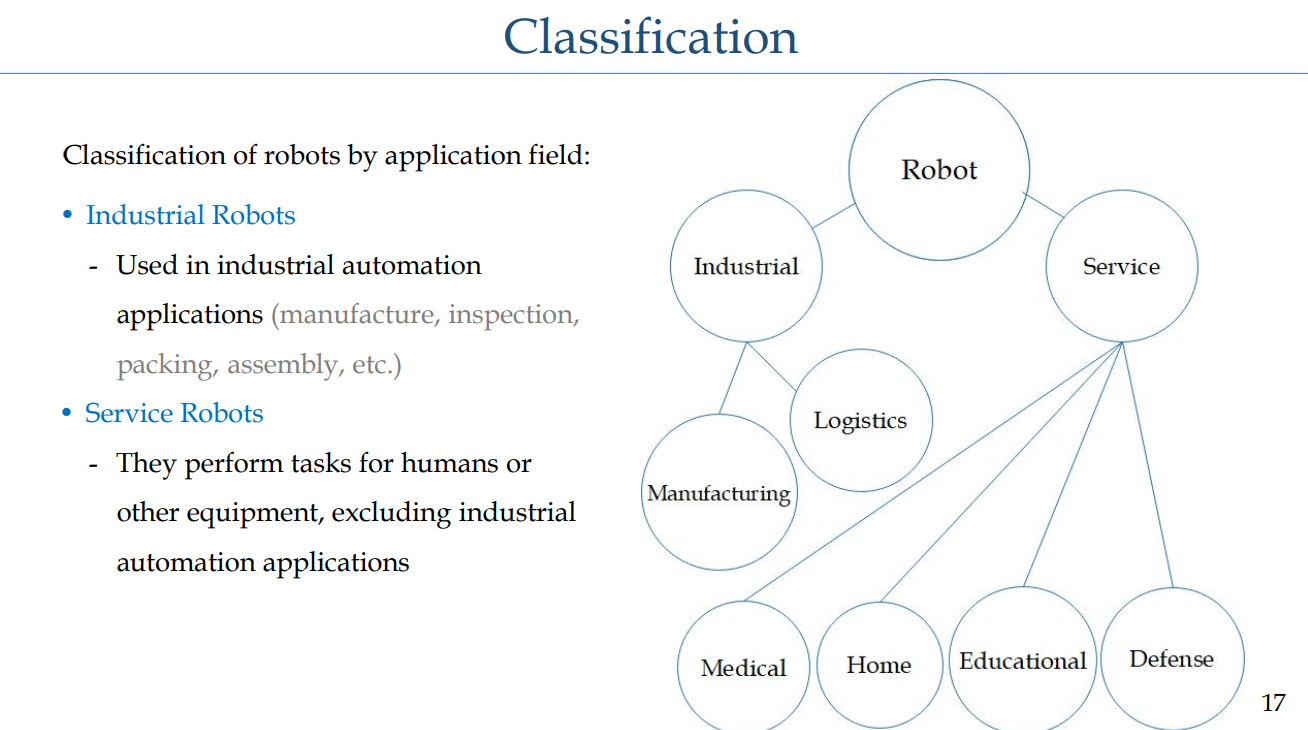 Classification
Classification of robots by application field:
• Industrial Robots
- Used in industrial automation
applications (manufacture, inspection,
packing, assembly, etc.)
• Service Robots
- They perform tasks for humans or
other equipment, excluding industrial
automation applications
Robot
Industrial
Service
Logistics
Manufacturing
Medical
Home
Educational
Defense
17